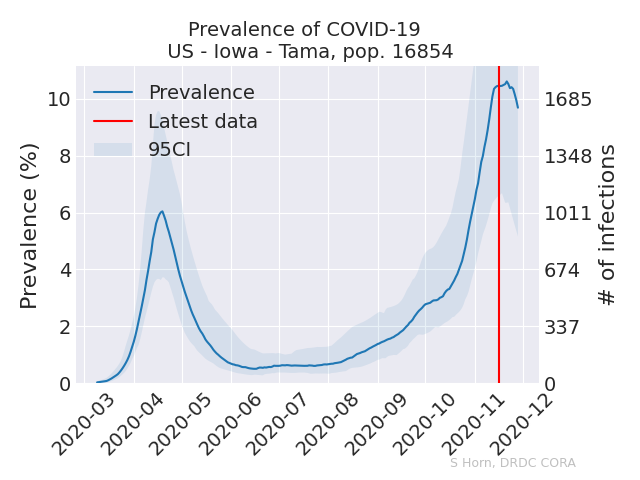 Prevalence of COVID-19
US - Iowa - Tama, pop. 16854
Prevalence
Latest data
95CI
Prevalence (%)
10
8
6
4
2
0
1685
1348
1011
674
337
0
# of infections
2020-03
2020-04
2020-05
2020-06
2020-07
2020-08
2020-09
2020-10
2020-11
2020-12
S Horn, DRDC CORA